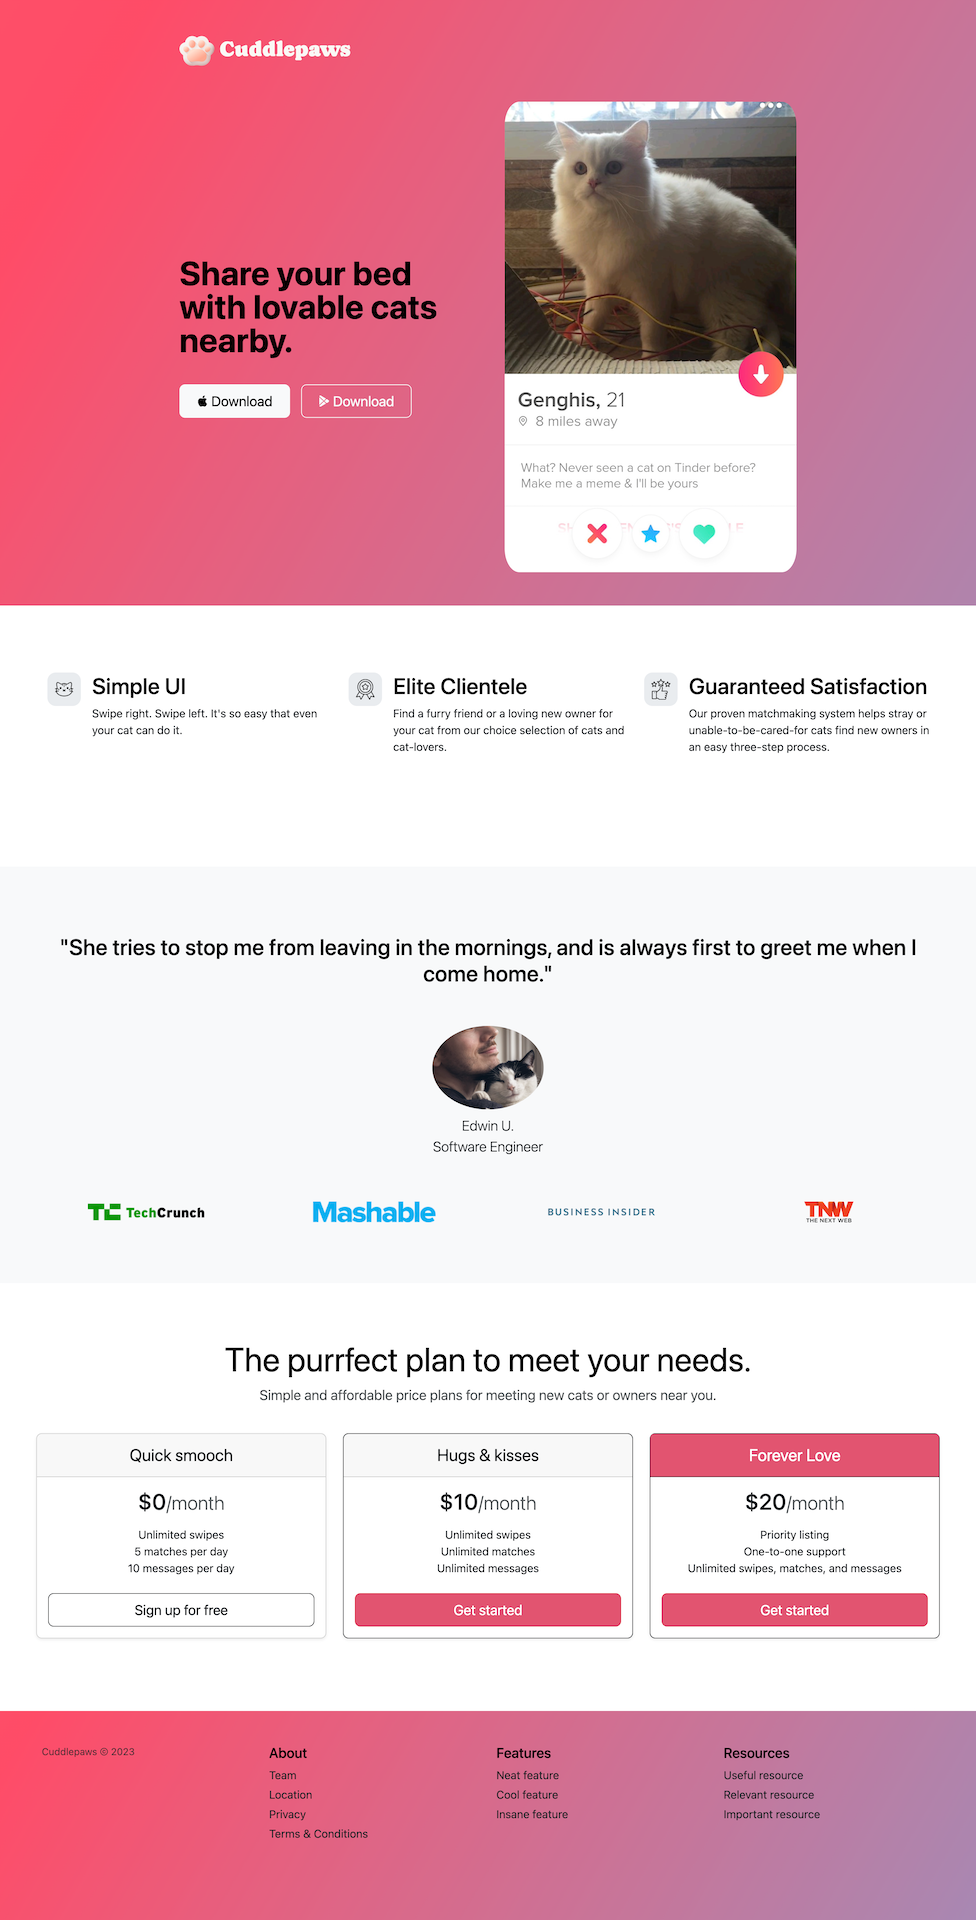 Cuddlepaws
Share your bed
with lovable cats
nearby.
Download
Download
Genghis, 21
8 miles away
What? Never seen a cat on Tinder before?
Make me a meme & I'll be yours
Simple UI
Swipe right. Swipe left. It's so easy that even
your cat can do it.
Elite Clientele
Find a furry friend or a loving new owner for
your cat from our choice selection of cats and
cat-lovers.
Guaranteed Satisfaction
Our proven matchmaking system helps stray or
unable-to-be-cared-for cats find new owners in
an easy three-step process.
"She tries to stop me from leaving in the mornings, and is always first to greet me when I
come home."
Edwin U.
Software Engineer
TC TechCrunch
Mashable
BUSINESS INSIDER
TNW
THE NEXT WEB
The purrfect plan to meet your needs.
Simple and affordable price plans for meeting new cats or owners near you.
Quick smooch
$0/month
Unlimited swipes
5 matches per day
10 messages per day
Sign up for free
Hugs & kisses
$10/month
Unlimited swipes
Unlimited matches
Unlimited messages
Get started
Forever Love
$20/month
Priority listing
One-to-one support
Unlimited swipes, matches, and messages
Get started
Cuddlepaws © 2023
About
Team
Location
Privacy
Terms & Conditions
Features
Neat feature
Cool feature
Insane feature
Resources
Useful resource
Relevant resource
Important resource